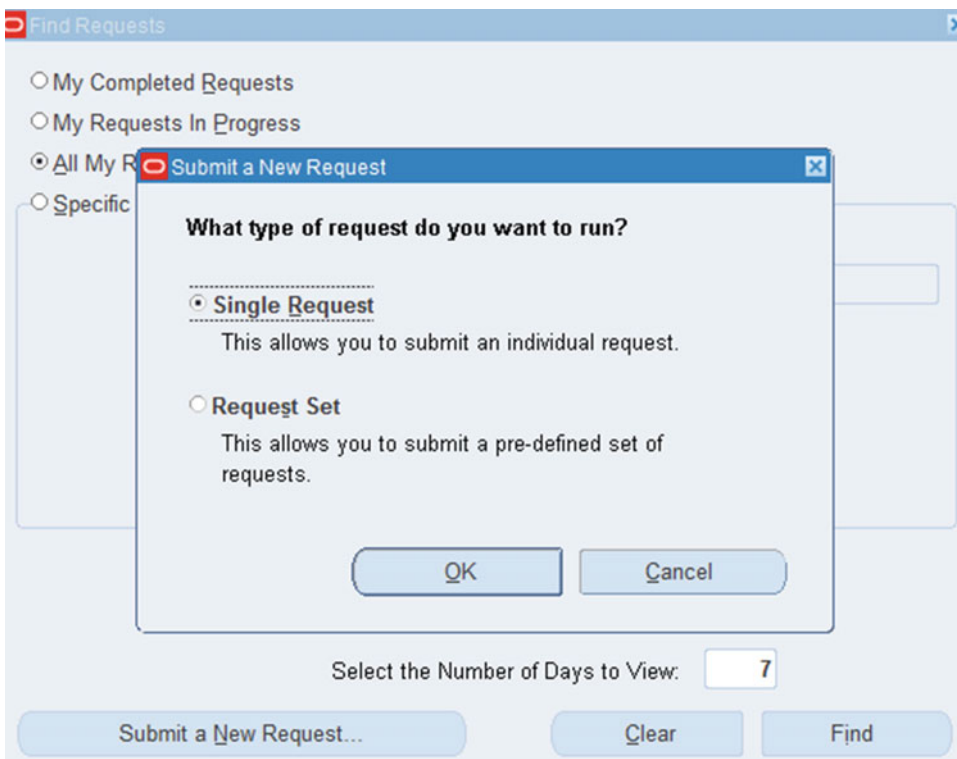 Find Requests
My Completed Requests
My Requests In Progress
All My R
Submit a New Request
Specific
What type of request do you want to run?
Single Request
This allows you to submit an individual request.
Request Set
This allows you to submit a pre-defined set of
requests.
OK Cancel
Select the Number of Days to View: 7
Submit a New Request... Clear Find